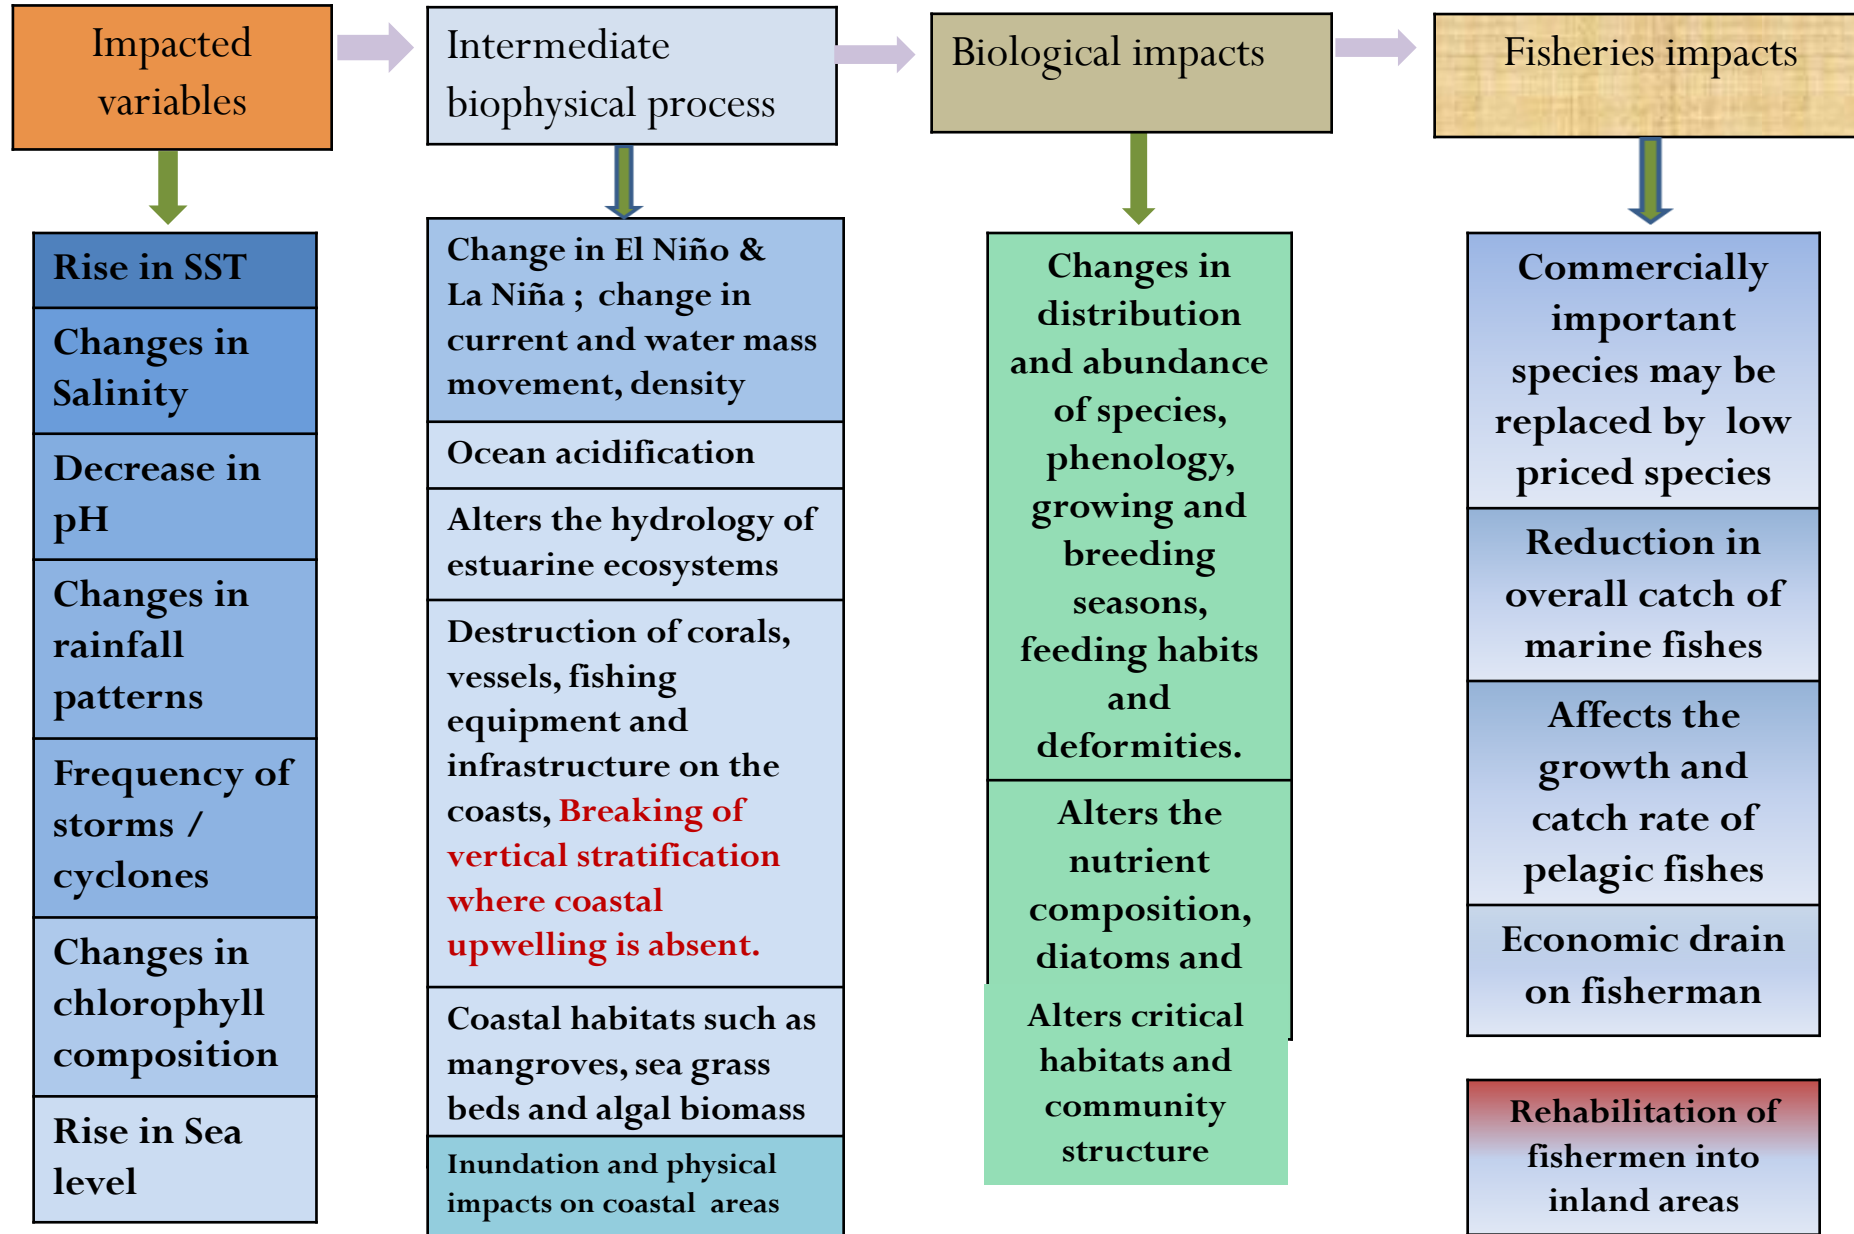 Impacted
variables
Intermediate
biophysical process
Biological impacts
Fisheries impacts
Rise in SST
Changes in
Salinity
Decrease in
pH
Changes in
rainfall
patterns
Frequency of
storms /
cyclones
Changes in
chlorophyll
composition
Rise in Sea
level
Change in El Niño &
La Niña ; change in
current and water mass
movement, density
Ocean acidification
Alters the hydrology of
estuarine ecosystems
Destruction of corals,
vessels, fishing
equipment and
infrastructure on the
coasts, Breaking of
vertical stratification
where coastal
upwelling is absent.
Coastal habitats such as
mangroves, sea grass
beds and algal biomass
Inundation and physical
impacts on coastal areas
Changes in
distribution
and abundance
of species,
phenology,
growing and
breeding
seasons,
feeding habits
and
deformities.
Alters the
nutrient
composition,
diatoms and
Alters critical
habitats and
community
structure
Commercially
important
species may be
replaced by low
priced species
Reduction in
overall catch of
marine fishes
Affects the
growth and
catch rate of
pelagic fishes
Economic drain
on fisherman
Rehabilitation of
fishermen into
inland areas